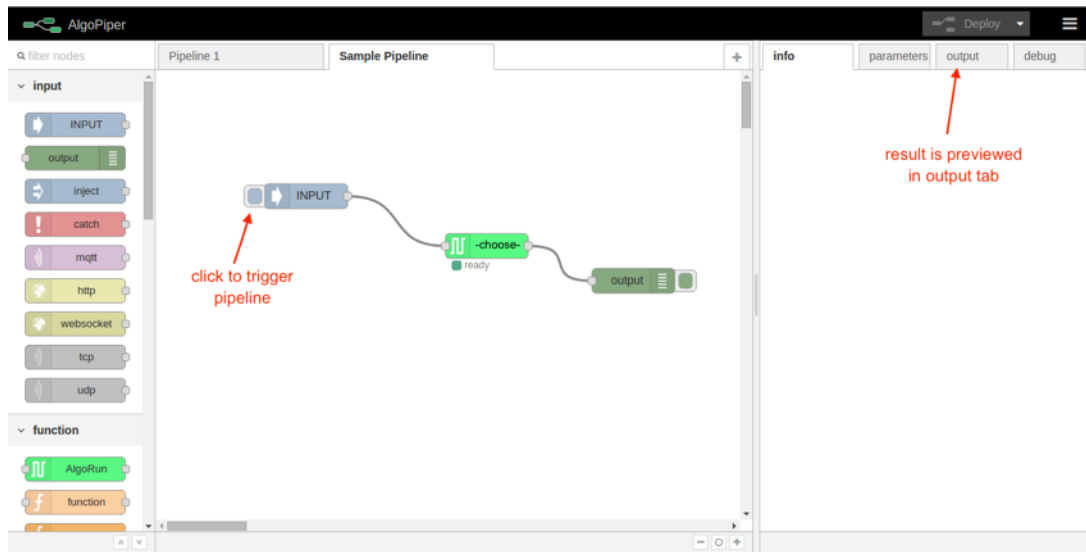 AlgoPiper
Deploy
filter nodes
Pipeline 1
Sample Pipeline
info
parameters
output
debug
input
INPUT
output
inject
catch
mqtt
http
websocket
tcp
udp
function
AlgoRun
function
INPUT
click to trigger
pipeline
-choose-
ready
output
result is previewed
in output tab